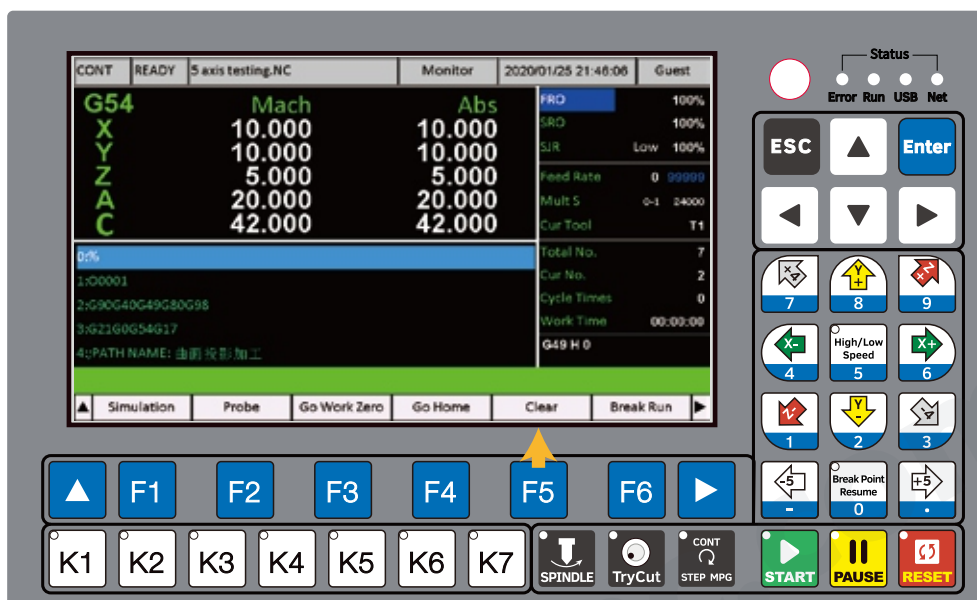 CONT READY 5 axis testing.NC Monitor 2020/01/25 21:46:06 Guest
G54 Mach Abs
X 10.000 10.000
Y 10.000 10.000
Z 5.000 5.000
A 20.000 20.000
C 42.000 42.000
FRO 100%
SRO 100%
SJR Low 100%
Feed Rate 0 99999
Mult S 0-1 24000
Cur Tool T1
Total No. 7
Cur No. 2
Cycle Times 0
Work Time 00:00:00
G49 H 0
0:%
1:O0001
2:G90G40G49G80G98
3:G21G0G54G17
4:;PATH NAME: 曲面投影加工
Simulation Probe Go Work Zero Go Home Clear Break Run
F1 F2 F3 F4 F5 F6
K1 K2 K3 K4 K5 K6 K7
SPINDLE
TryCut
CONT
STEP MPG
Status
Error Run USB Net
ESC Enter
7
Y
+
8
9
X-
4
High/Low
Speed
5
X+
6
Z-
1
Y
-
2
3
-5
-
Break Point
Resume
0
+5
.
START PAUSE RESET